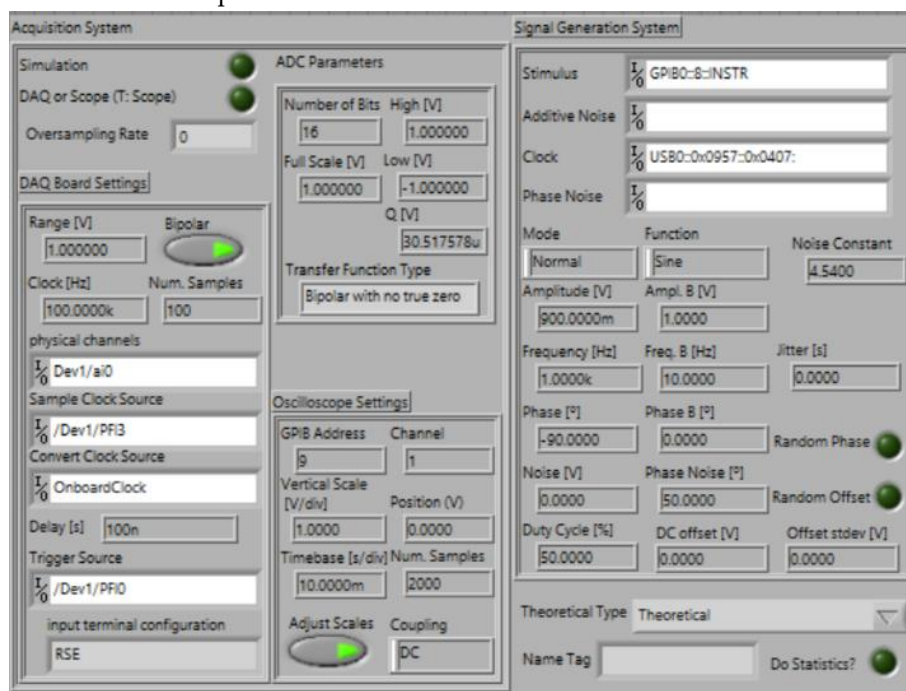 Acquisition System
Simulation
DAQ or Scope (T: Scope)
Oversampling Rate 0
DAQ Board Settings
Range [V] Bipolar
1.000000
Clock [Hz] Num. Samples
100.0000k 100
physical channels
Dev1/ai0
Sample Clock Source
/Dev1/PFI3
Convert Clock Source
OnboardClock
Delay [s] 100n
Trigger Source
/Dev1/PFI0
input terminal configuration
RSE
ADC Parameters
Number of Bits High [V]
16 1.000000
Full Scale [V] Low [V]
1.000000 -1.000000
Q [V]
30.517578u
Transfer Function Type
Bipolar with no true zero
Oscilloscope Settings
GPIB Address Channel
9 1
Vertical Scale
[V/div] Position (V)
1.0000 0.0000
Timebase [s/div] Num. Samples
10.0000m 2000
Adjust Scales Coupling
DC
Signal Generation System
Stimulus GPIB0::8::INSTR
Additive Noise
Clock USB0::0x0957::0x0407:
Phase Noise
Mode Function Noise Constant
Normal Sine 4.5400
Amplitude [V] Ampl. B [V]
900.0000m 1.0000
Frequency [Hz] Freq. B [Hz] Jitter [s]
1.0000k 10.0000 0.0000
Phase [º] Phase B [º]
-90.0000 0.0000 Random Phase
Noise [V] Phase Noise [º]
0.0000 50.0000 Random Offset
Duty Cycle [%] DC offset [V] Offset stdev [V]
50.0000 0.0000 0.0000
Theoretical Type Theoretical
Name Tag Do Statistics?